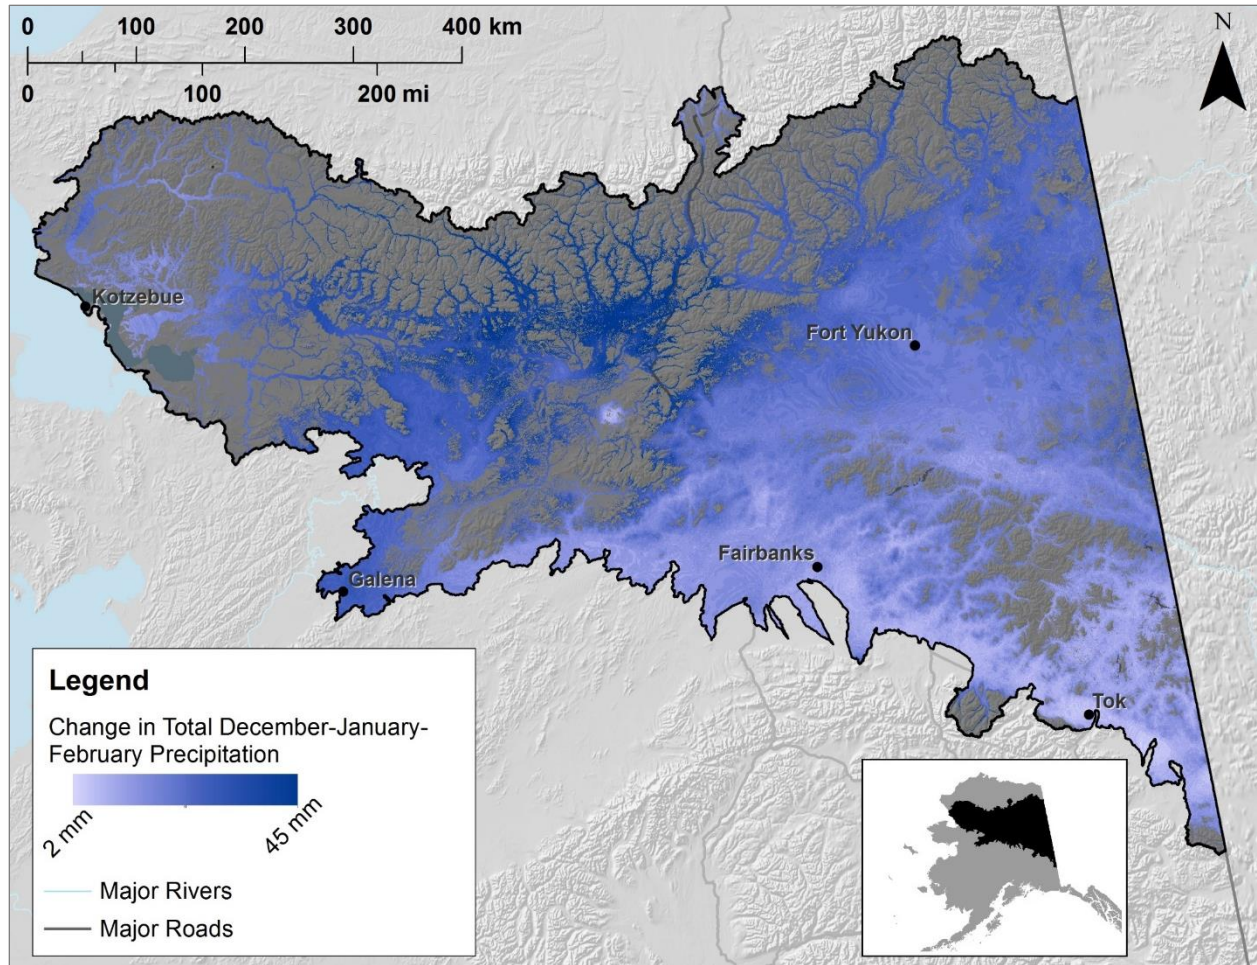 0 100 200 300 400 km
0 100 200 mi
N
Kotzebue
Fort Yukon
Fairbanks
Galena
Tok
Legend
Change in Total December-January-
February Precipitation
2 mm
45 mm
Major Rivers
Major Roads